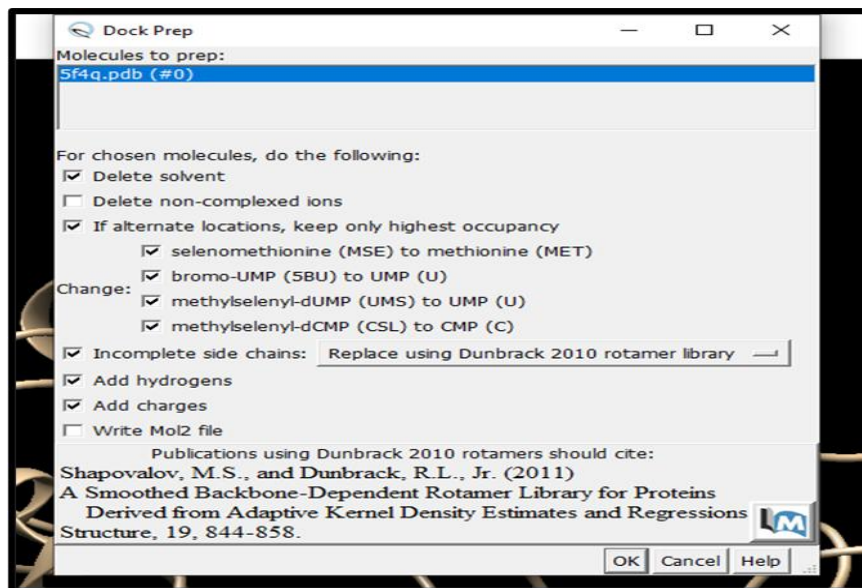 Dock Prep
Molecules to prep:
5f4q.pdb (#0)
For chosen molecules, do the following:
Delete solvent
Delete non-complexed ions
If alternate locations, keep only highest occupancy
Change:
selenomethionine (MSE) to methionine (MET)
bromo-UMP (5BU) to UMP (U)
methylselenyl-dUMP (UMS) to UMP (U)
methylselenyl-dCMP (CSL) to CMP (C)
Incomplete side chains: Replace using Dunbrack 2010 rotamer library
Add hydrogens
Add charges
Write Mol2 file
Publications using Dunbrack 2010 rotamers should cite:
Shapovalov, M.S., and Dunbrack, R.L., Jr. (2011)
A Smoothed Backbone-Dependent Rotamer Library for Proteins
Derived from Adaptive Kernel Density Estimates and Regressions
Structure, 19, 844-858.
OK Cancel Help